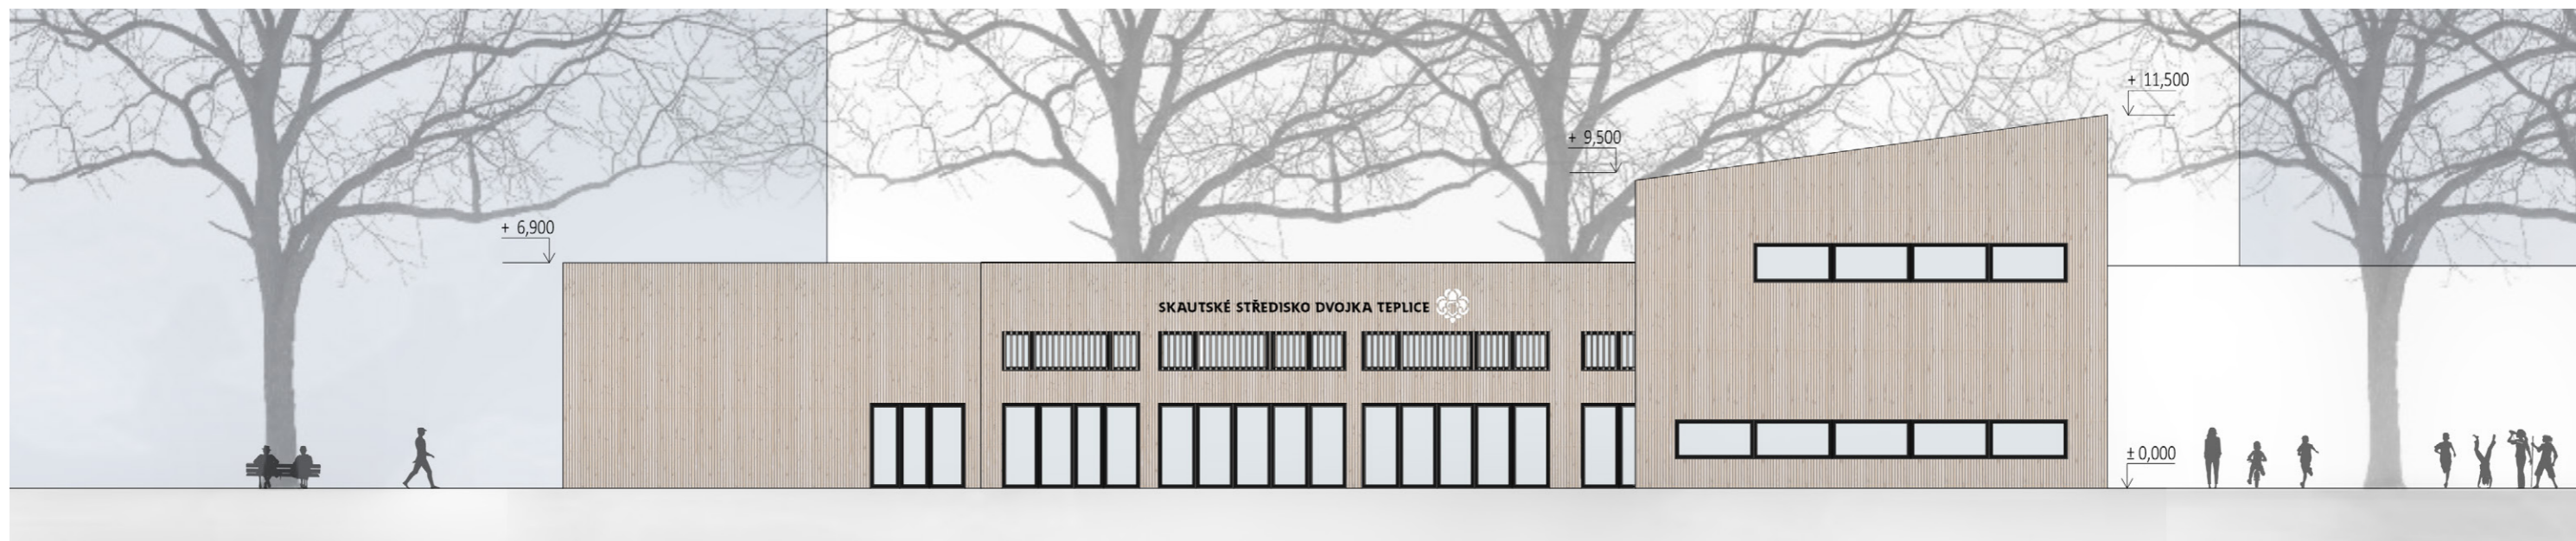 + 11,500
+ 9,500
+ 6,900
SKAUTSKÉ STŘEDISKO DVOJKA TEPLICE
± 0,000